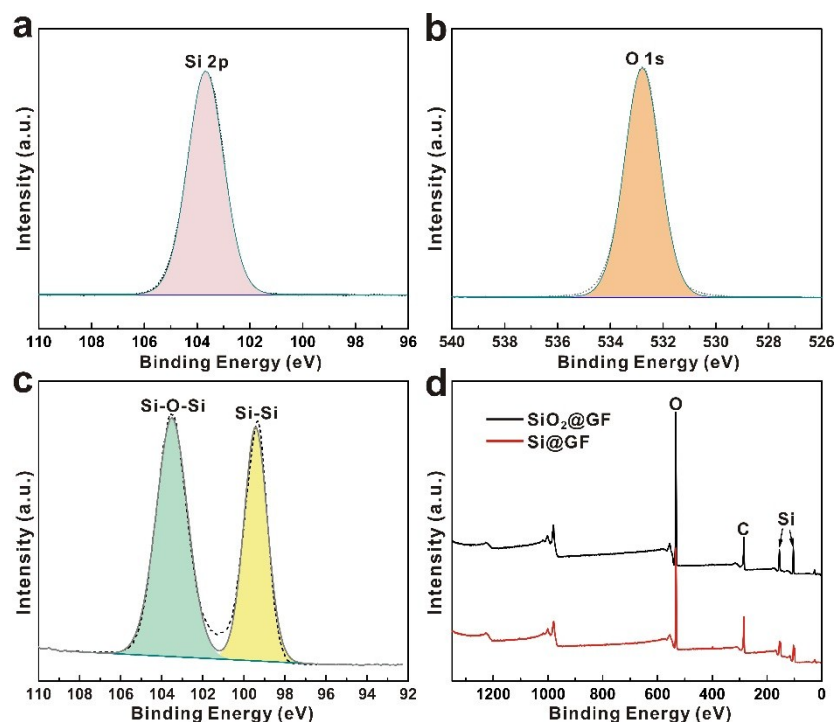 a
Si 2p
Intensity (a.u.)
110 108 106 104 102 100 98 96
Binding Energy (eV)
b
O 1s
Intensity (a.u.)
540 538 536 534 532 530 528 526
Binding Energy (eV)
c
Si-O-Si
Si-Si
Intensity (a.u.)
110 108 106 104 102 100 98 96 94 92
Binding Energy (eV)
d
SiO₂@GF
Si@GF
O
C
Si
Intensity (a.u.)
1200 1000 800 600 400 200 0
Binding Energy (eV)